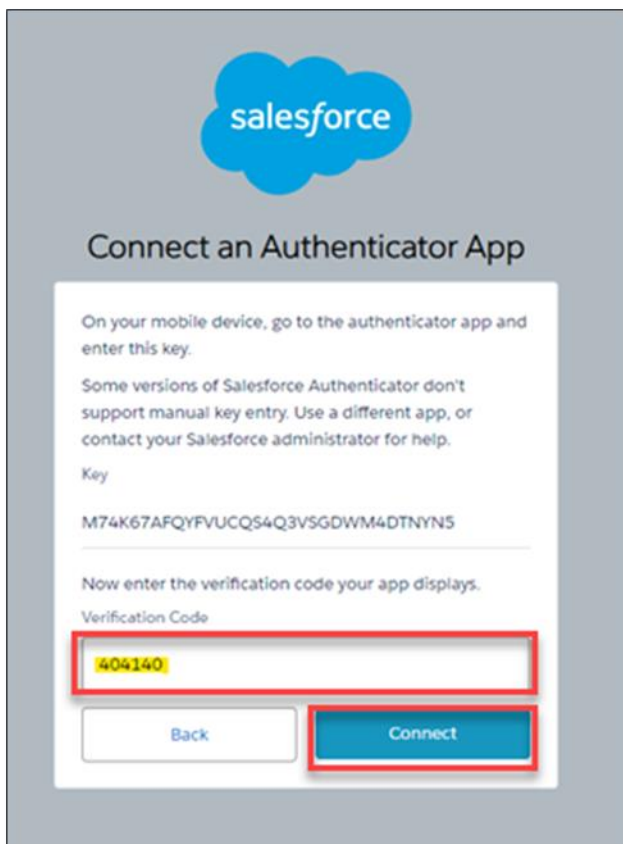 salesforce
Connect an Authenticator App
On your mobile device, go to the authenticator app and
enter this key.
Some versions of Salesforce Authenticator don't
support manual key entry. Use a different app, or
contact your Salesforce administrator for help.
Key
M74K67AFQYFVUCQS4Q3VSGDWM4DTNYN5
Now enter the verification code your app displays.
Verification Code
404140
Back
Connect